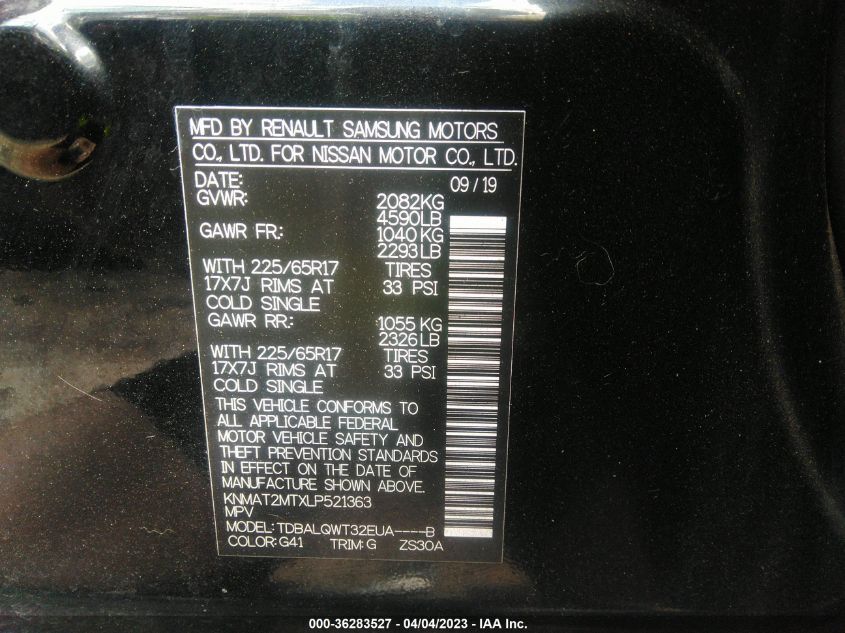 MFD BY RENAULT SAMSUNG MOTORS
CO., LTD. FOR NISSAN MOTOR CO., LTD.
DATE: 09 / 19
GVWR: 2082KG
4590LB
GAWR FR.: 1040 KG
2293LB
WITH 225/65R17 TIRES
17X7J RIMS AT 33 PSI
COLD SINGLE
GAWR RR.: 1055 KG
2326LB
WITH 225/65R17 TIRES
17X7J RIMS AT 33 PSI
COLD SINGLE
THIS VEHICLE CONFORMS TO
ALL APPLICABLE FEDERAL
MOTOR VEHICLE SAFETY AND
THEFT PREVENTION STANDARDS
IN EFFECT ON THE DATE OF
MANUFACTURE SHOWN ABOVE.
KNMAT2MTXLP521363
MPV
MODEL: TDBALQWT32EUA----B
COLOR: G41 TRIM: G ZS30A
000-36283527 - 04/04/2023 - IAA Inc.